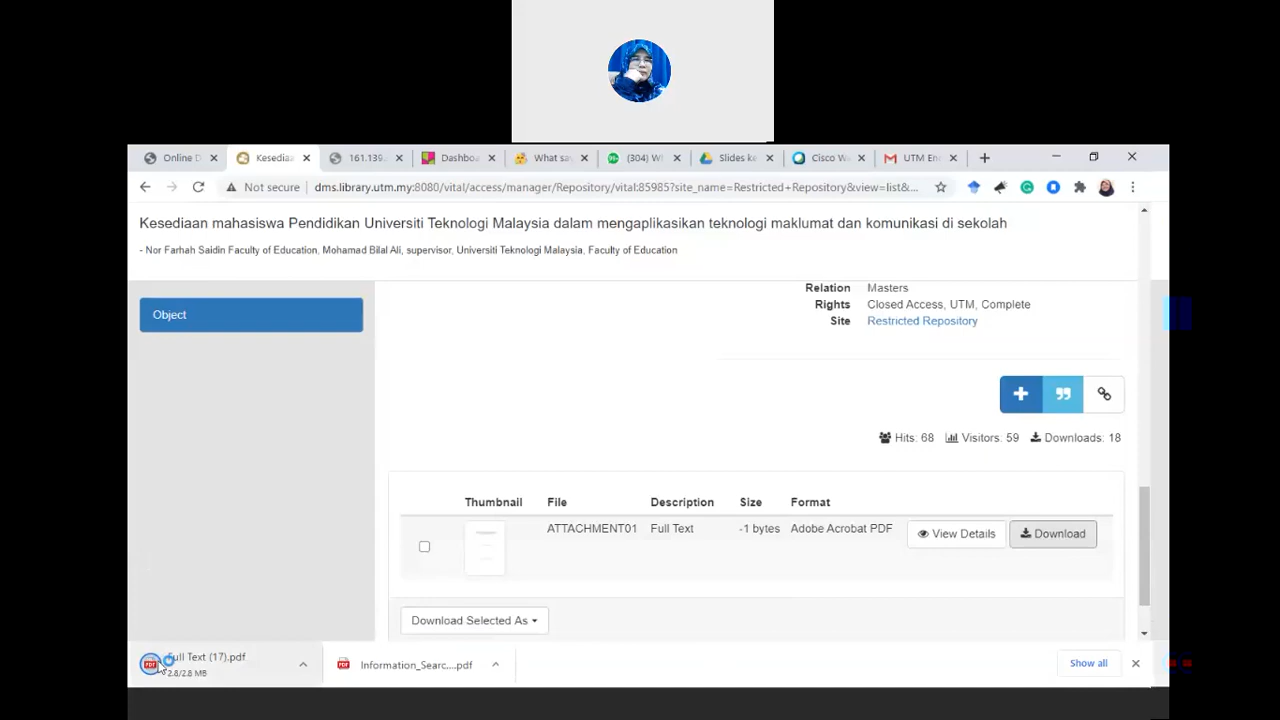 Online D
Kesediaa
161.139.
Dashboa
What sa
(304) W
Slides ke
Cisco We
UTM En
Not secure
dms.library.utm.my:8080/vital/access/manager/Repository/vital:85985?site_name=Restricted+Repository&view=list&...
Kesediaan mahasiswa Pendidikan Universiti Teknologi Malaysia dalam mengaplikasikan teknologi maklumat dan komunikasi di sekolah
- Nor Farhah Saidin Faculty of Education, Mohamad Bilal Ali, supervisor, Universiti Teknologi Malaysia, Faculty of Education
Object
Relation Masters
Rights Closed Access, UTM, Complete
Site Restricted Repository
Hits: 68 Visitors: 59 Downloads: 18
Thumbnail File Description Size Format
ATTACHMENT01 Full Text -1 bytes Adobe Acrobat PDF View Details Download
Download Selected As
Full Text (17).pdf
2.8/2.8 MB
Information_Searc....pdf
Show all